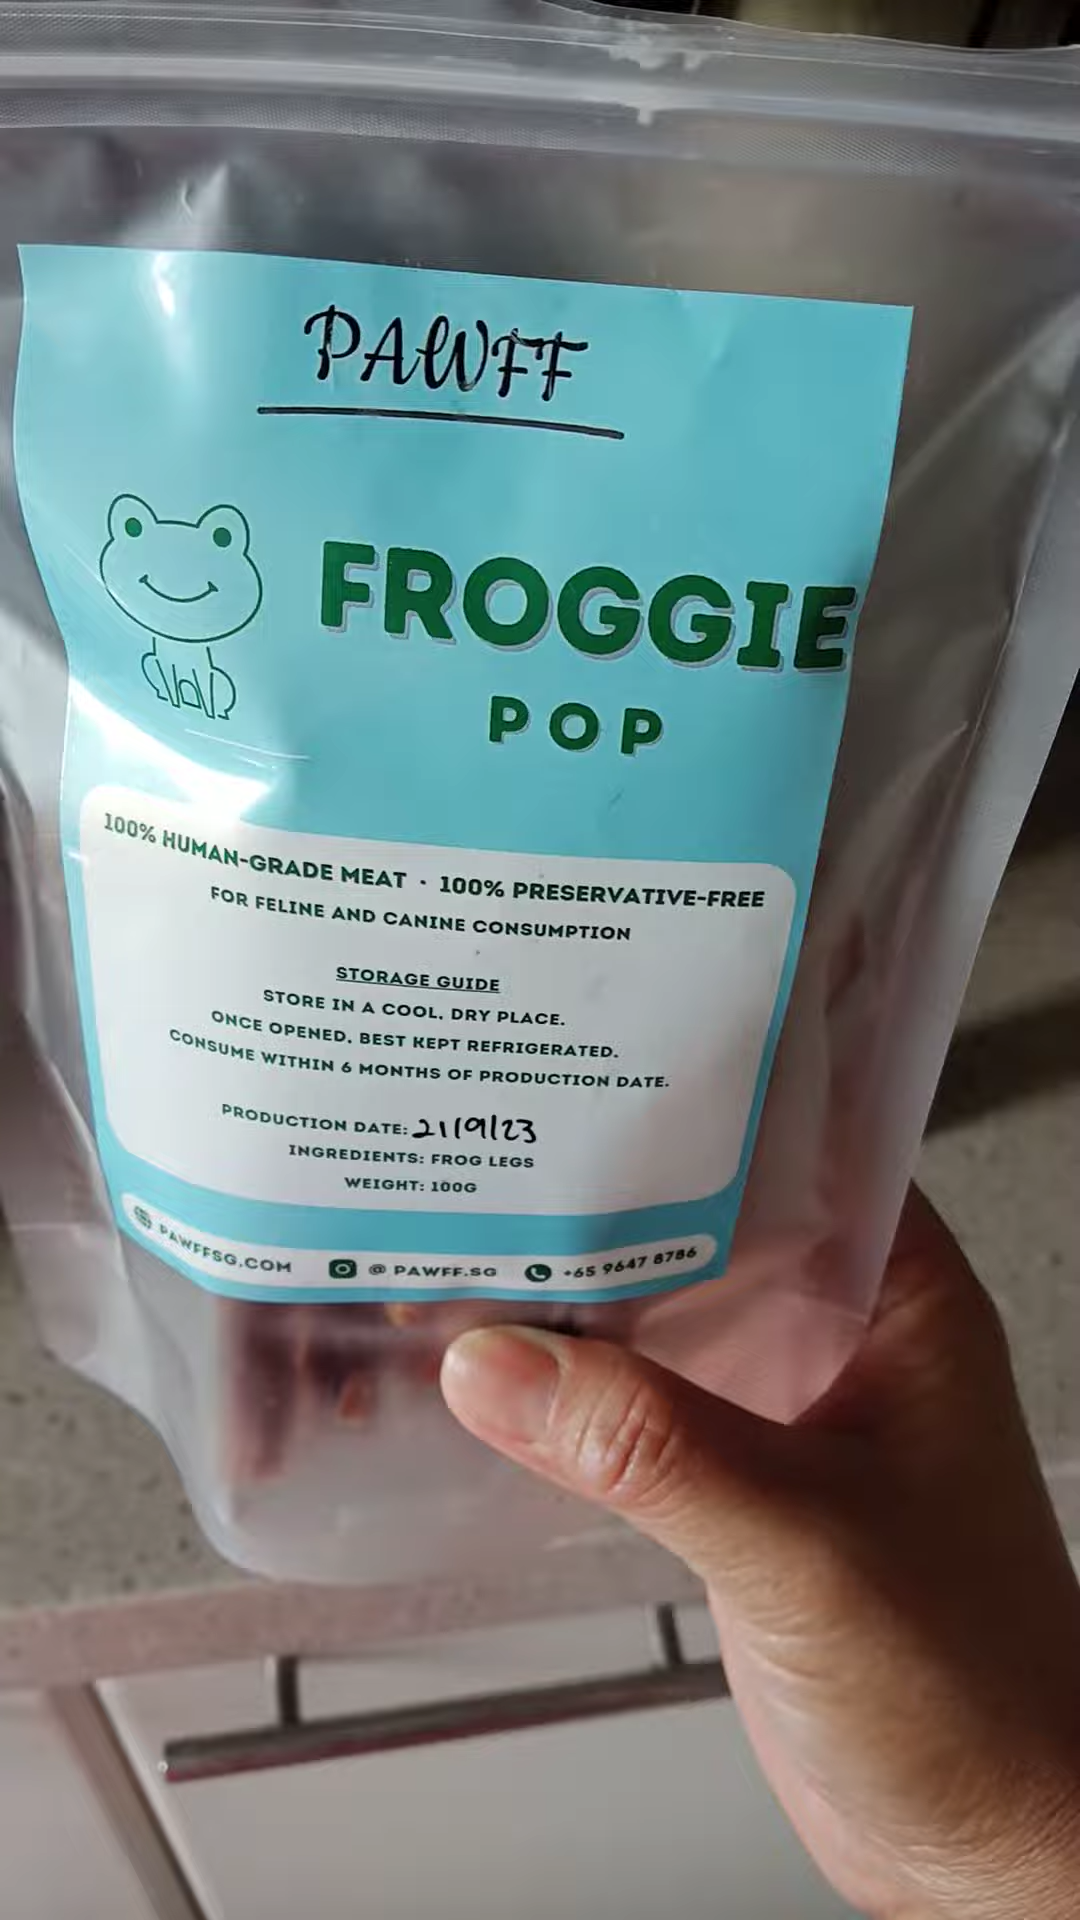 PAWFF
FROGGIE
POP
100% HUMAN-GRADE MEAT · 100% PRESERVATIVE-FREE
FOR FELINE AND CANINE CONSUMPTION
STORAGE GUIDE
STORE IN A COOL, DRY PLACE.
ONCE OPENED, BEST KEPT REFRIGERATED.
CONSUME WITHIN 6 MONTHS OF PRODUCTION DATE.
PRODUCTION DATE: 21/9/23
INGREDIENTS: FROG LEGS
WEIGHT: 100G
PAWFFSG.COM @ PAWFF.SG +65 9647 8786